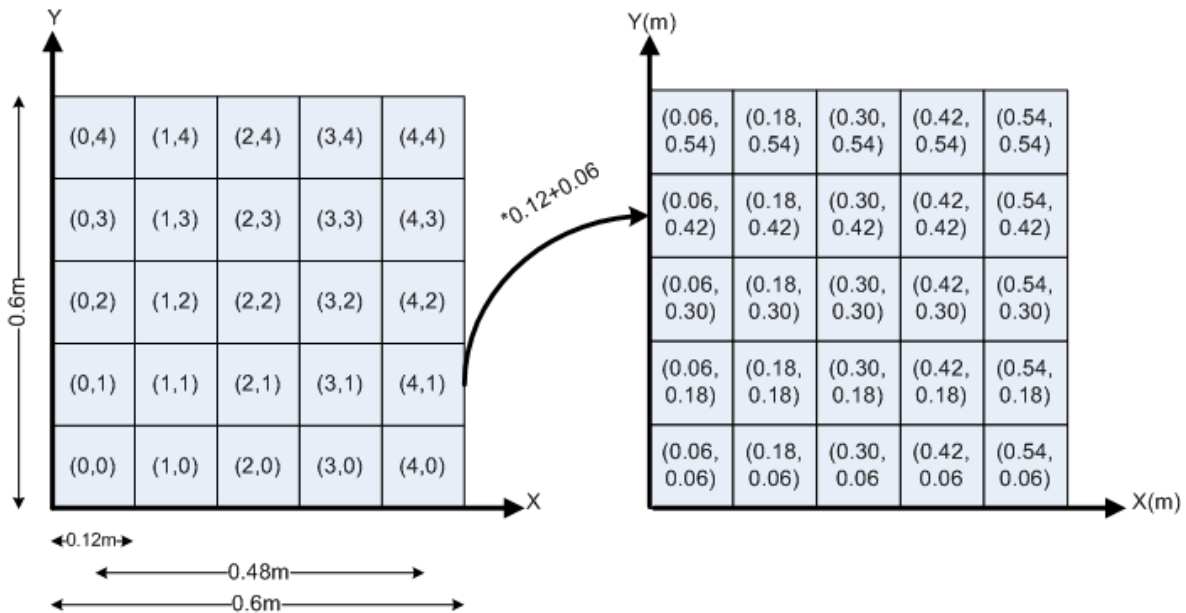 Y
(0,4) (1,4) (2,4) (3,4) (4,4)
(0,3) (1,3) (2,3) (3,3) (4,3)
(0,2) (1,2) (2,2) (3,2) (4,2)
(0,1) (1,1) (2,1) (3,1) (4,1)
(0,0) (1,0) (2,0) (3,0) (4,0)
X
0.6m
0.12m
0.48m
0.6m
*0.12+0.06
Y(m)
(0.06, (0.18, (0.30, (0.42, (0.54,
0.54) 0.54) 0.54) 0.54) 0.54)
(0.06, (0.18, (0.30, (0.42, (0.54,
0.42) 0.42) 0.42) 0.42) 0.42)
(0.06, (0.18, (0.30, (0.42, (0.54,
0.30) 0.30) 0.30) 0.30) 0.30)
(0.06, (0.18, (0.30, (0.42, (0.54,
0.18) 0.18) 0.18) 0.18) 0.18)
(0.06, (0.18, (0.30, (0.42, (0.54,
0.06) 0.06) 0.06 0.06 0.06)
X(m)